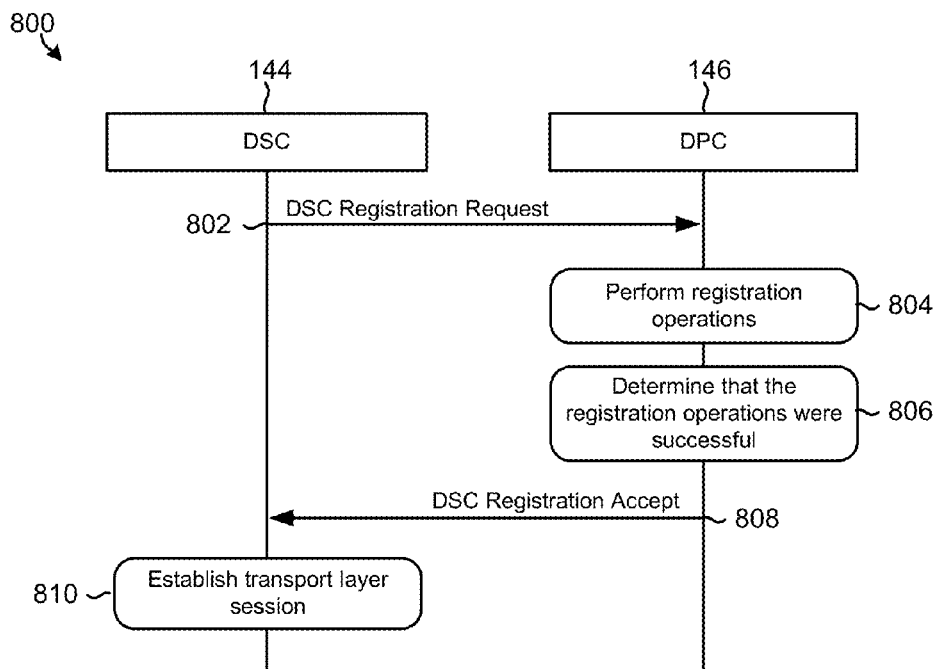 800
144
146
DSC
DPC
DSC Registration Request
802
Perform registration
operations
804
Determine that the
registration operations were
successful
806
DSC Registration Accept
808
Establish transport layer
session
810